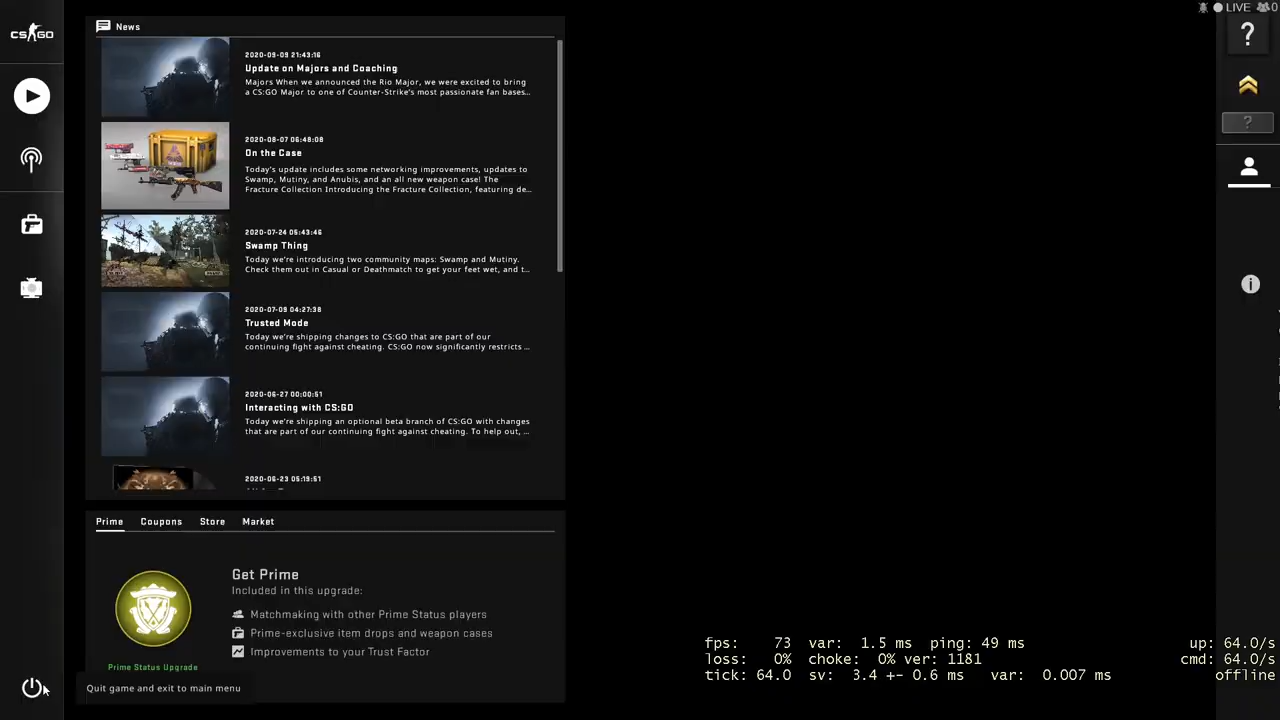 LIVE
0
CS:GO
News
2020-09-09 21:43:16
Update on Majors and Coaching
Majors When we announced the Rio Major, we were excited to bring
a CS:GO Major to one of Counter-Strike's most passionate fan bases…
2020-08-07 06:48:08
On the Case
Today's update includes some networking improvements, updates to
Swamp, Mutiny, and Anubis, and an all new weapon case! The
Fracture Collection Introducing the Fracture Collection, featuring de…
2020-07-24 05:43:46
Swamp Thing
Today we're introducing two community maps: Swamp and Mutiny.
Check them out in Casual or Deathmatch to get your feet wet, and t…
2020-07-09 04:27:38
Trusted Mode
Today we're shipping changes to CS:GO that are part of our
continuing fight against cheating. CS:GO now significantly restricts …
2020-06-27 00:00:51
Interacting with CS:GO
Today we're shipping an optional beta branch of CS:GO with changes
that are part of our continuing fight against cheating. To help out, …
2020-06-23 05:19:51
Prime Coupons Store Market
Get Prime
Included in this upgrade:
Matchmaking with other Prime Status players
Prime-exclusive item drops and weapon cases
Improvements to your Trust Factor
Prime Status Upgrade
Quit game and exit to main menu
?
?
fps: 73 var: 1.5 ms ping: 49 ms up: 64.0/s
loss: 0% choke: 0% ver: 1181 cmd: 64.0/s
tick: 64.0 sv: 3.4 +- 0.6 ms var: 0.007 ms offline